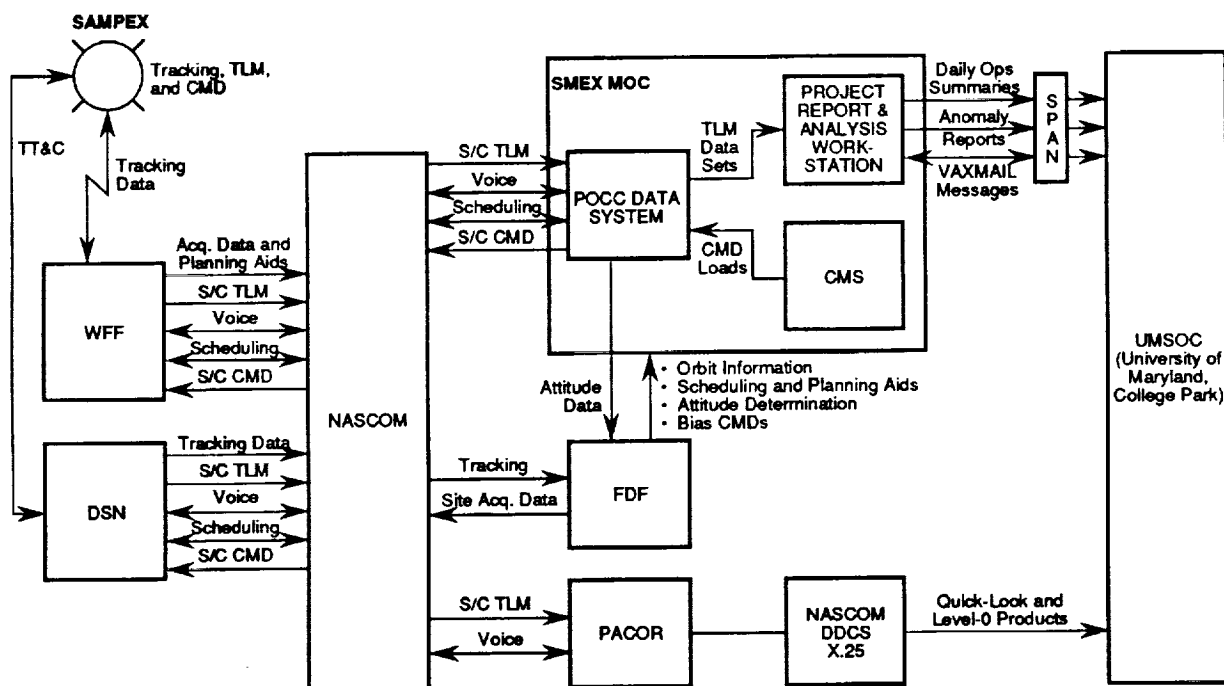 SAMPEX
Tracking, TLM,
and CMD
TT&C
Tracking
Data
WFF
Acq. Data and
Planning Aids
S/C TLM
Voice
Scheduling
S/C CMD
DSN
Tracking Data
S/C TLM
Voice
Scheduling
S/C CMD
NASCOM
S/C TLM
Voice
Scheduling
S/C CMD
SMEX MOC
POCC DATA
SYSTEM
TLM
Data
Sets
PROJECT
REPORT &
ANALYSIS
WORK-
STATION
CMD
Loads
CMS
Daily Ops
Summaries
Anomaly
Reports
VAXMAIL
Messages
S
P
A
N
UMSOC
(University of
Maryland,
College Park)
Attitude
Data
• Orbit Information
• Scheduling and Planning Aids
• Attitude Determination
• Bias CMDs
Tracking
Site Acq. Data
FDF
S/C TLM
Voice
PACOR
NASCOM
DDCS
X.25
Quick-Look and
Level-0 Products